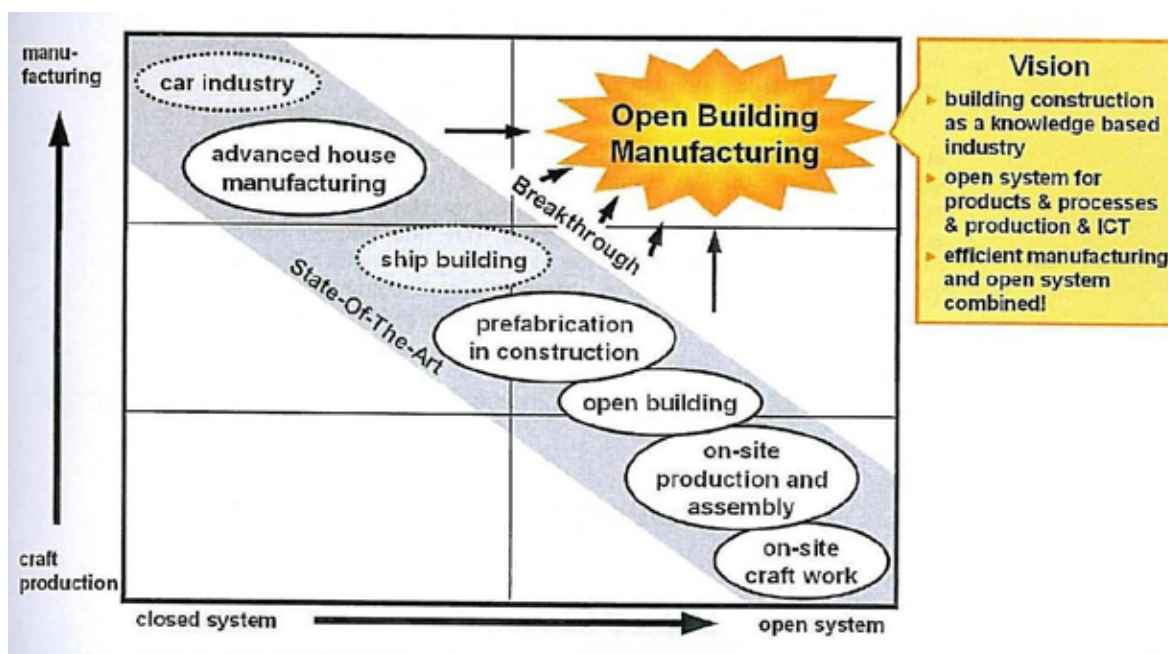 manu-
facturing
car industry
advanced house
manufacturing
ship building
State-Of-The-Art
prefabrication
in construction
open building
on-site
production and
assembly
on-site
craft work
Breakthrough
Open Building
Manufacturing
Vision
building construction
as a knowledge based
industry
open system for
products & processes
& production & ICT
efficient manufacturing
and open system
combined!
craft
production
closed system
open system